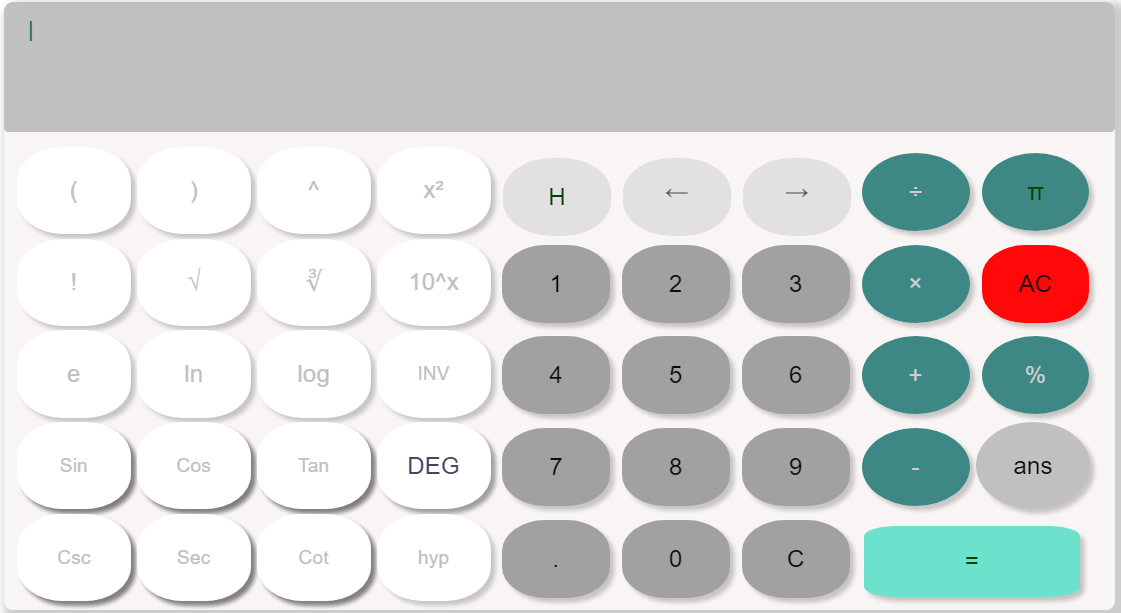 ( ) ^ x² H ← → ÷ π
! √ ∛ 10^x 1 2 3 × AC
e ln log INV 4 5 6 + %
Sin Cos Tan DEG 7 8 9 - ans
Csc Sec Cot hyp . 0 C =